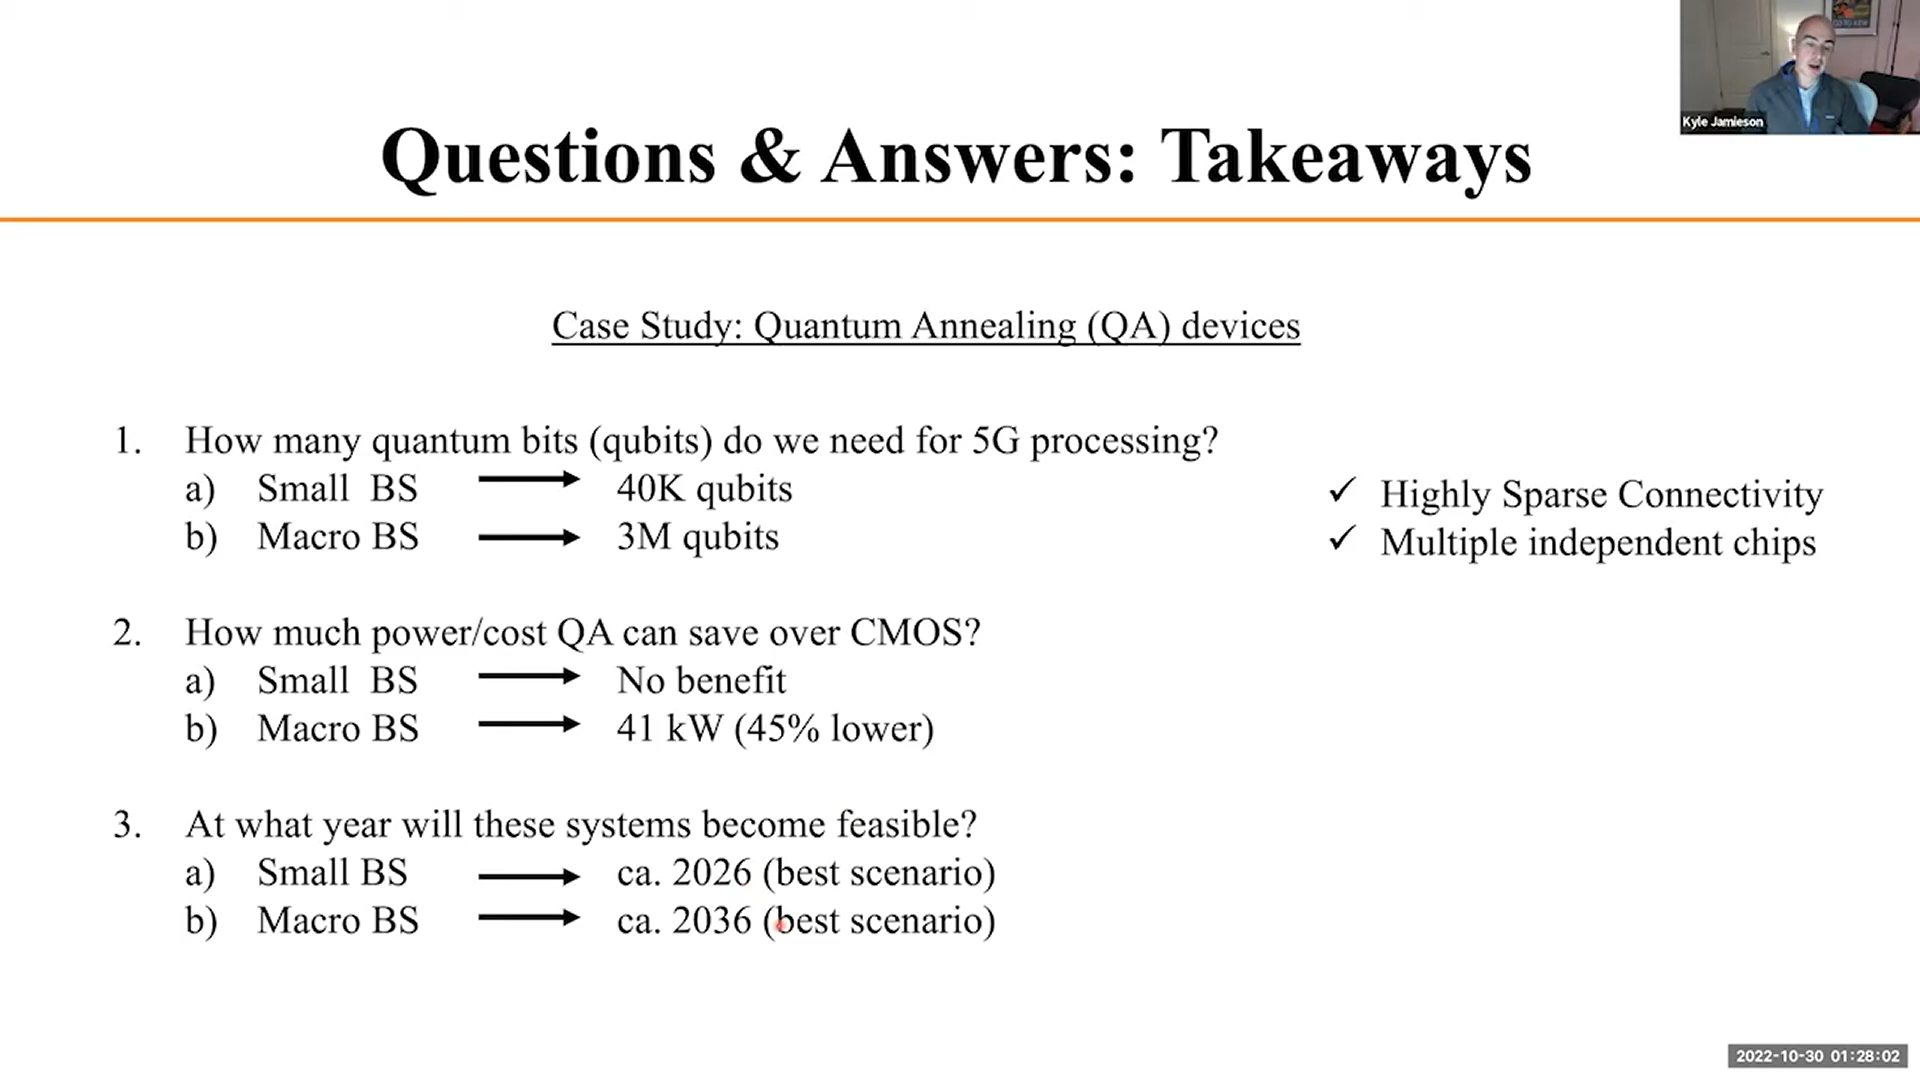 Kyle Jamieson
Questions & Answers: Takeaways
Case Study: Quantum Annealing (QA) devices
1. How many quantum bits (qubits) do we need for 5G processing?
a) Small BS 40K qubits
b) Macro BS 3M qubits
✓ Highly Sparse Connectivity
✓ Multiple independent chips
2. How much power/cost QA can save over CMOS?
a) Small BS No benefit
b) Macro BS 41 kW (45% lower)
3. At what year will these systems become feasible?
a) Small BS ca. 2026 (best scenario)
b) Macro BS ca. 2036 (best scenario)
2022-10-30 01:28:02